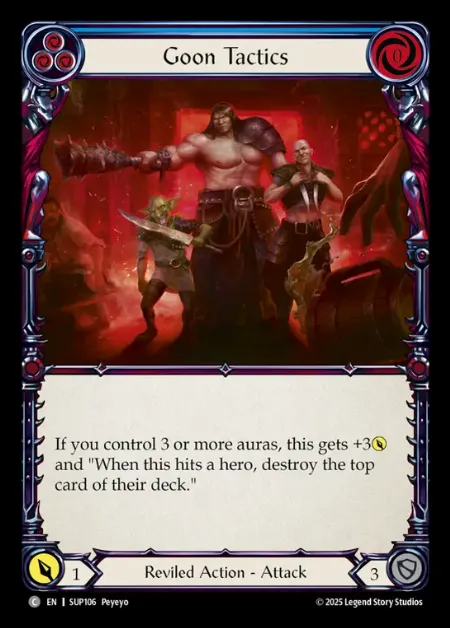 Goon Tactics
0
If you control 3 or more auras, this gets +3
and "When this hits a hero, destroy the top
card of their deck."
1
Reviled Action - Attack
3
C EN | SUP106 Peyeyo
© 2025 Legend Story Studios